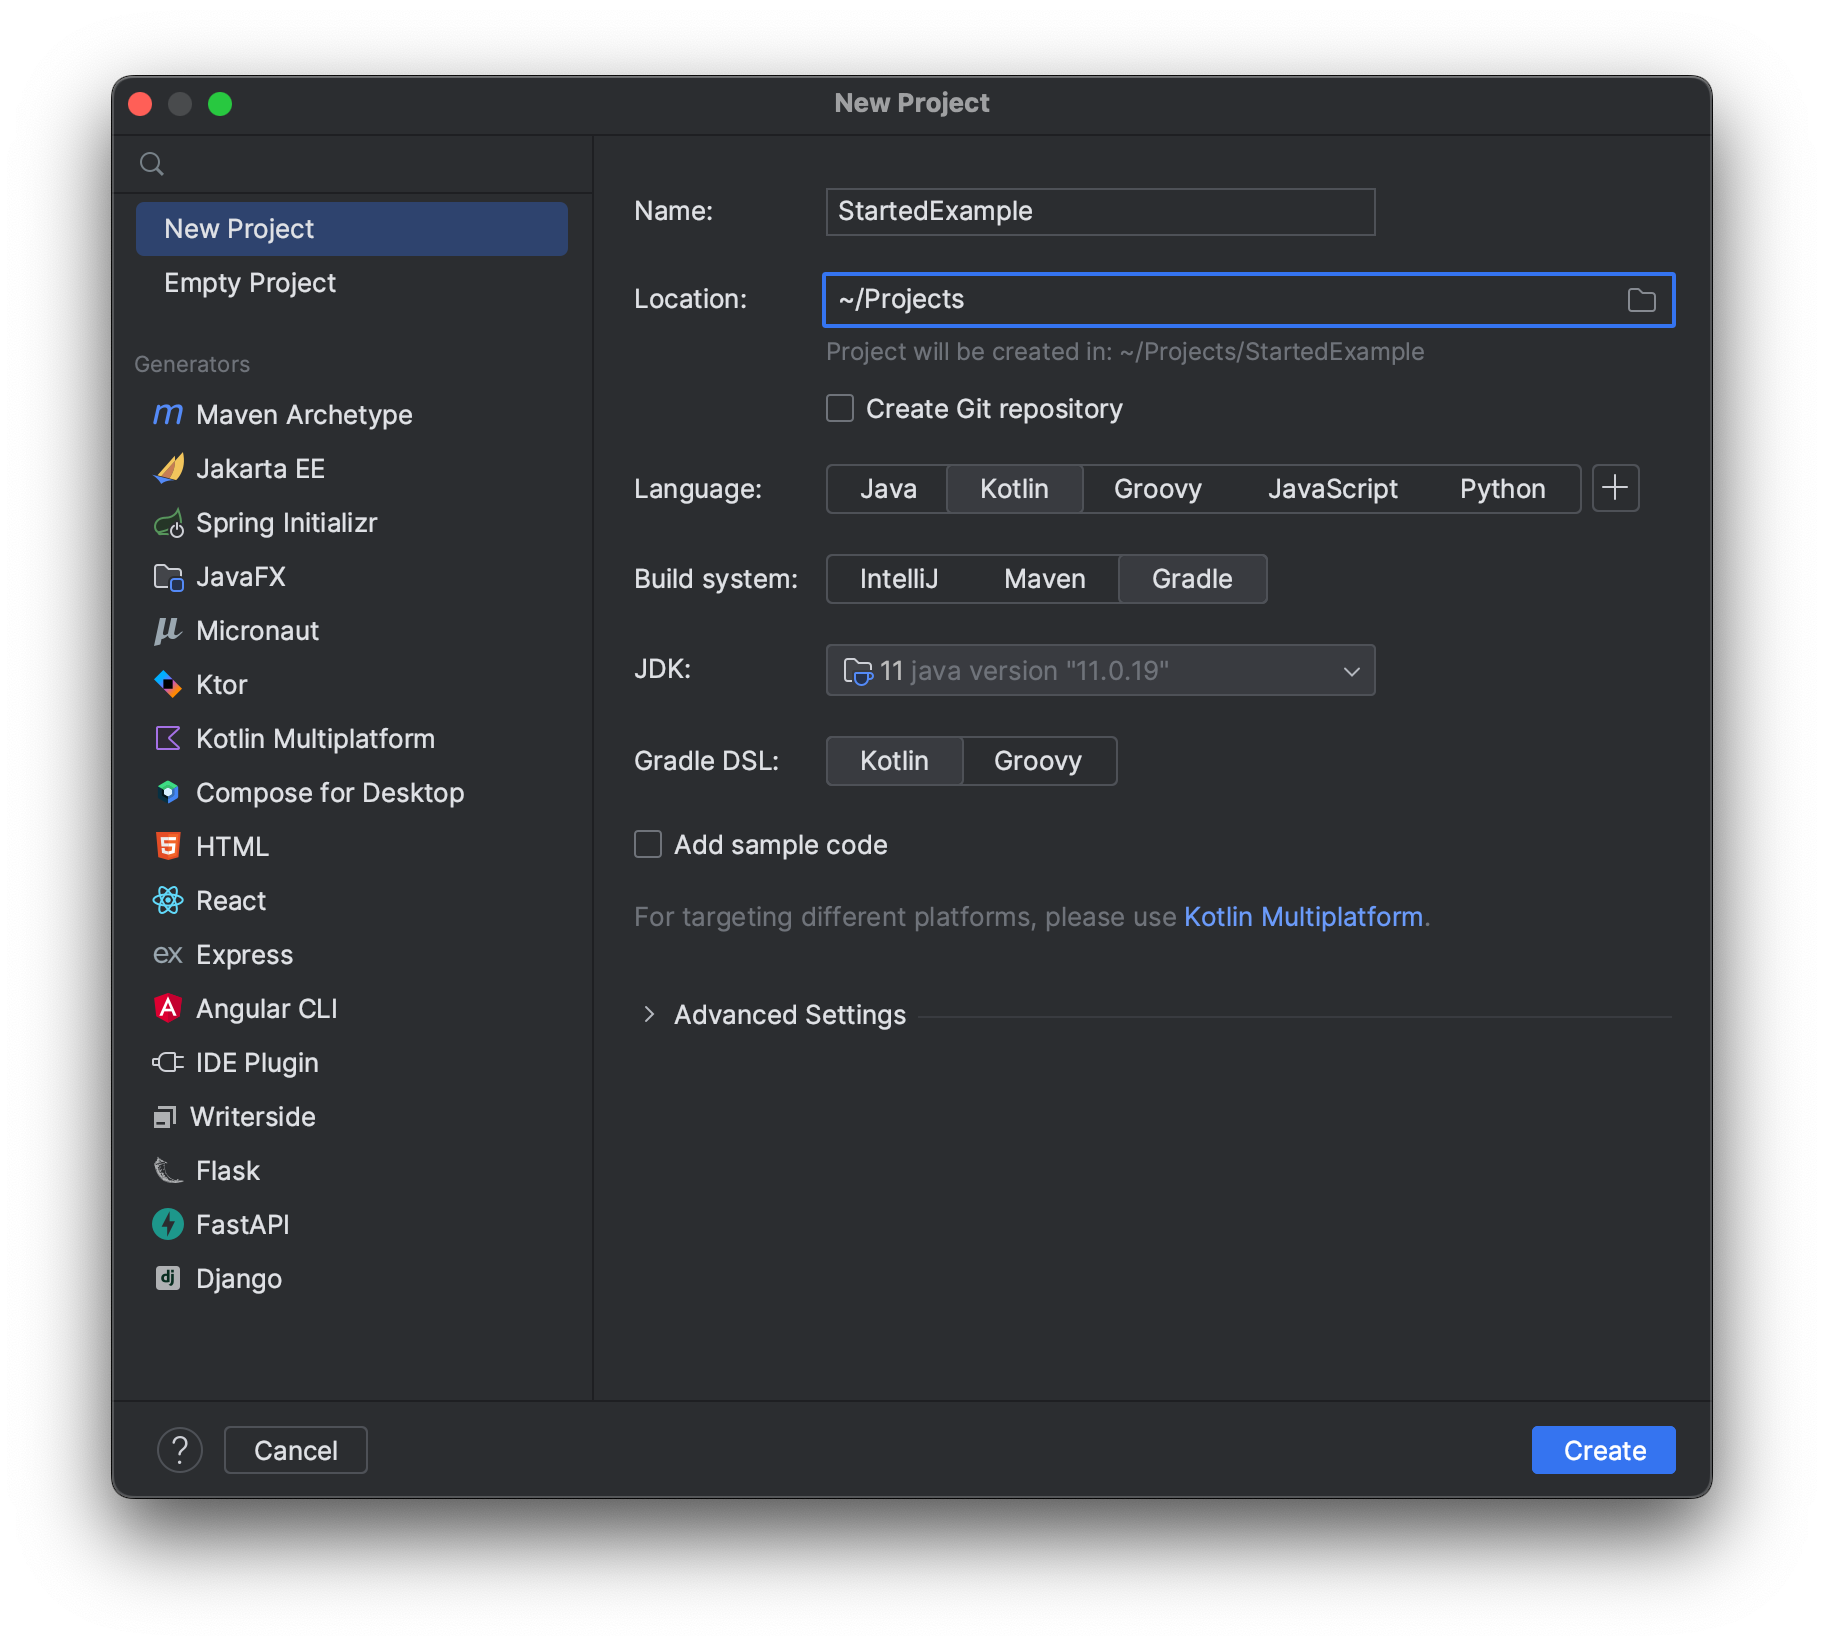 New Project
New Project
Empty Project
Generators
m Maven Archetype
Jakarta EE
Spring Initializr
JavaFX
μ Micronaut
Ktor
Kotlin Multiplatform
Compose for Desktop
5 HTML
React
ex Express
A Angular CLI
IDE Plugin
Writerside
Flask
FastAPI
dj Django
Name: StartedExample
Location: ~/Projects
Project will be created in: ~/Projects/StartedExample
Create Git repository
Language: Java Kotlin Groovy JavaScript Python +
Build system: IntelliJ Maven Gradle
JDK: 11 java version "11.0.19"
Gradle DSL: Kotlin Groovy
Add sample code
For targeting different platforms, please use Kotlin Multiplatform.
Advanced Settings
? Cancel Create